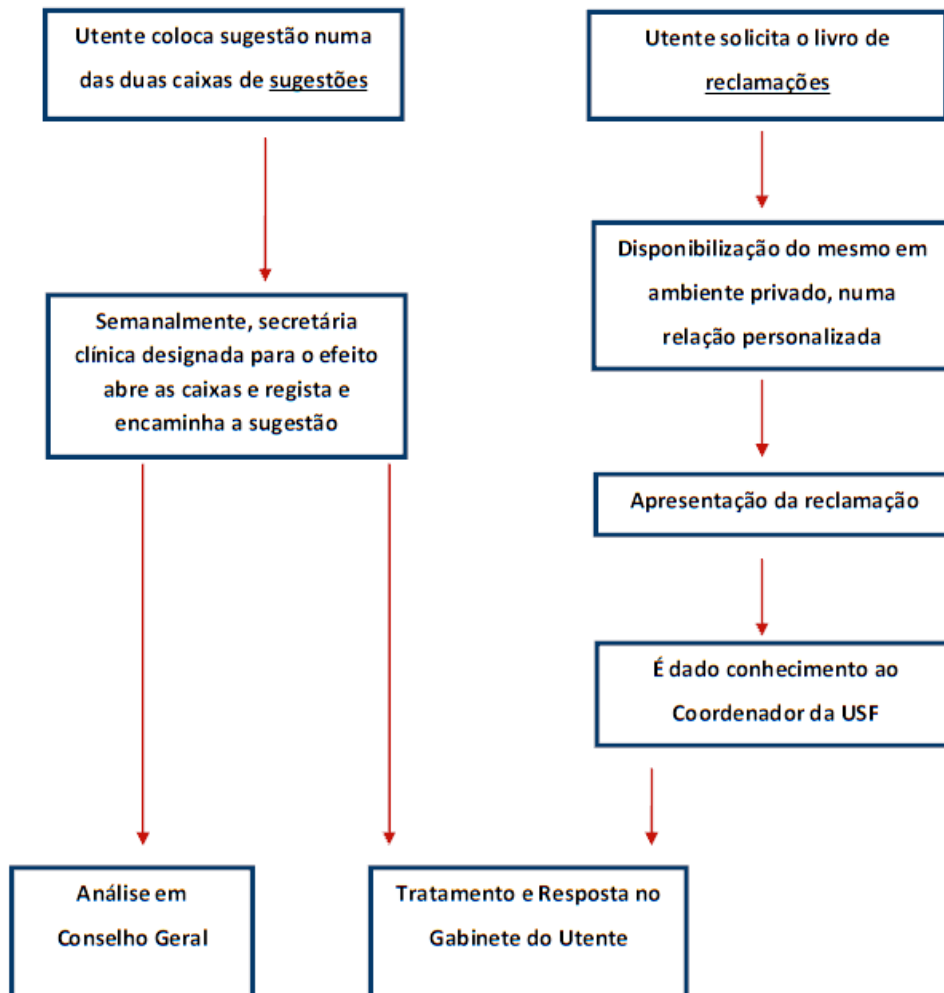 Utente coloca sugestão numa
das duas caixas de sugestões
Utente solicita o livro de
reclamações
Disponibilização do mesmo em
ambiente privado, numa
relação personalizada
Semanalmente, secretária
clínica designada para o efeito
abre as caixas e regista e
encaminha a sugestão
Apresentação da reclamação
É dado conhecimento ao
Coordenador da USF
Análise em
Conselho Geral
Tratamento e Resposta no
Gabinete do Utente